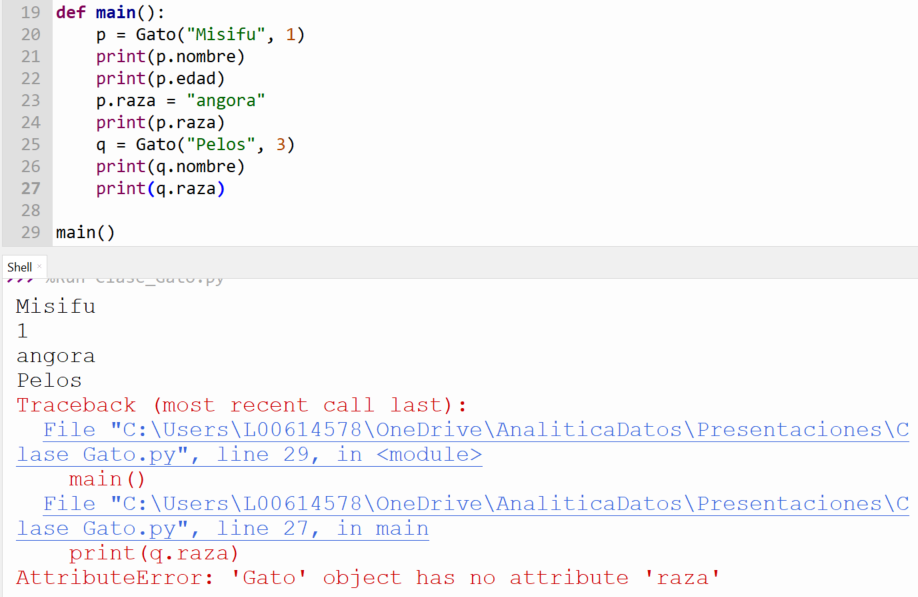 19 def main():
20     p = Gato("Misifu", 1)
21     print(p.nombre)
22     print(p.edad)
23     p.raza = "angora"
24     print(p.raza)
25     q = Gato("Pelos", 3)
26     print(q.nombre)
27     print(q.raza)
28
29 main()
Shell ×
>>> %Run Clase_Gato.py
Misifu
1
angora
Pelos
Traceback (most recent call last):
  File "C:\Users\L00614578\OneDrive\AnaliticaDatos\Presentaciones\C
lase Gato.py", line 29, in <module>
    main()
  File "C:\Users\L00614578\OneDrive\AnaliticaDatos\Presentaciones\C
lase Gato.py", line 27, in main
    print(q.raza)
AttributeError: 'Gato' object has no attribute 'raza'